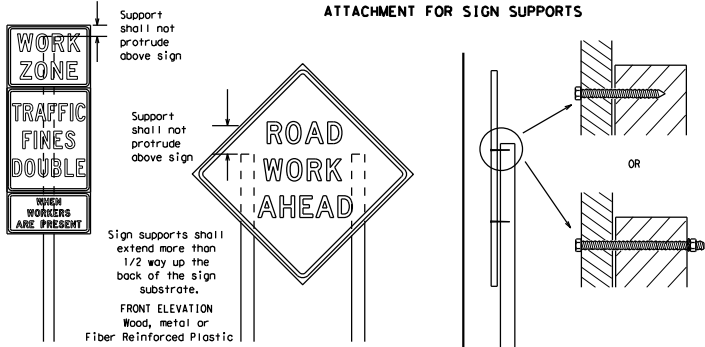 ATTACHMENT FOR SIGN SUPPORTS
Support
shall not
protrude
above sign
WORK
ZONE
TRAFFIC
FINES
DOUBLE
WHEN
WORKERS
ARE PRESENT
Support
shall not
protrude
above sign
ROAD
WORK
AHEAD
Sign supports shall
extend more than
1/2 way up the
back of the sign
substrate.
FRONT ELEVATION
Wood, metal or
Fiber Reinforced Plastic
OR